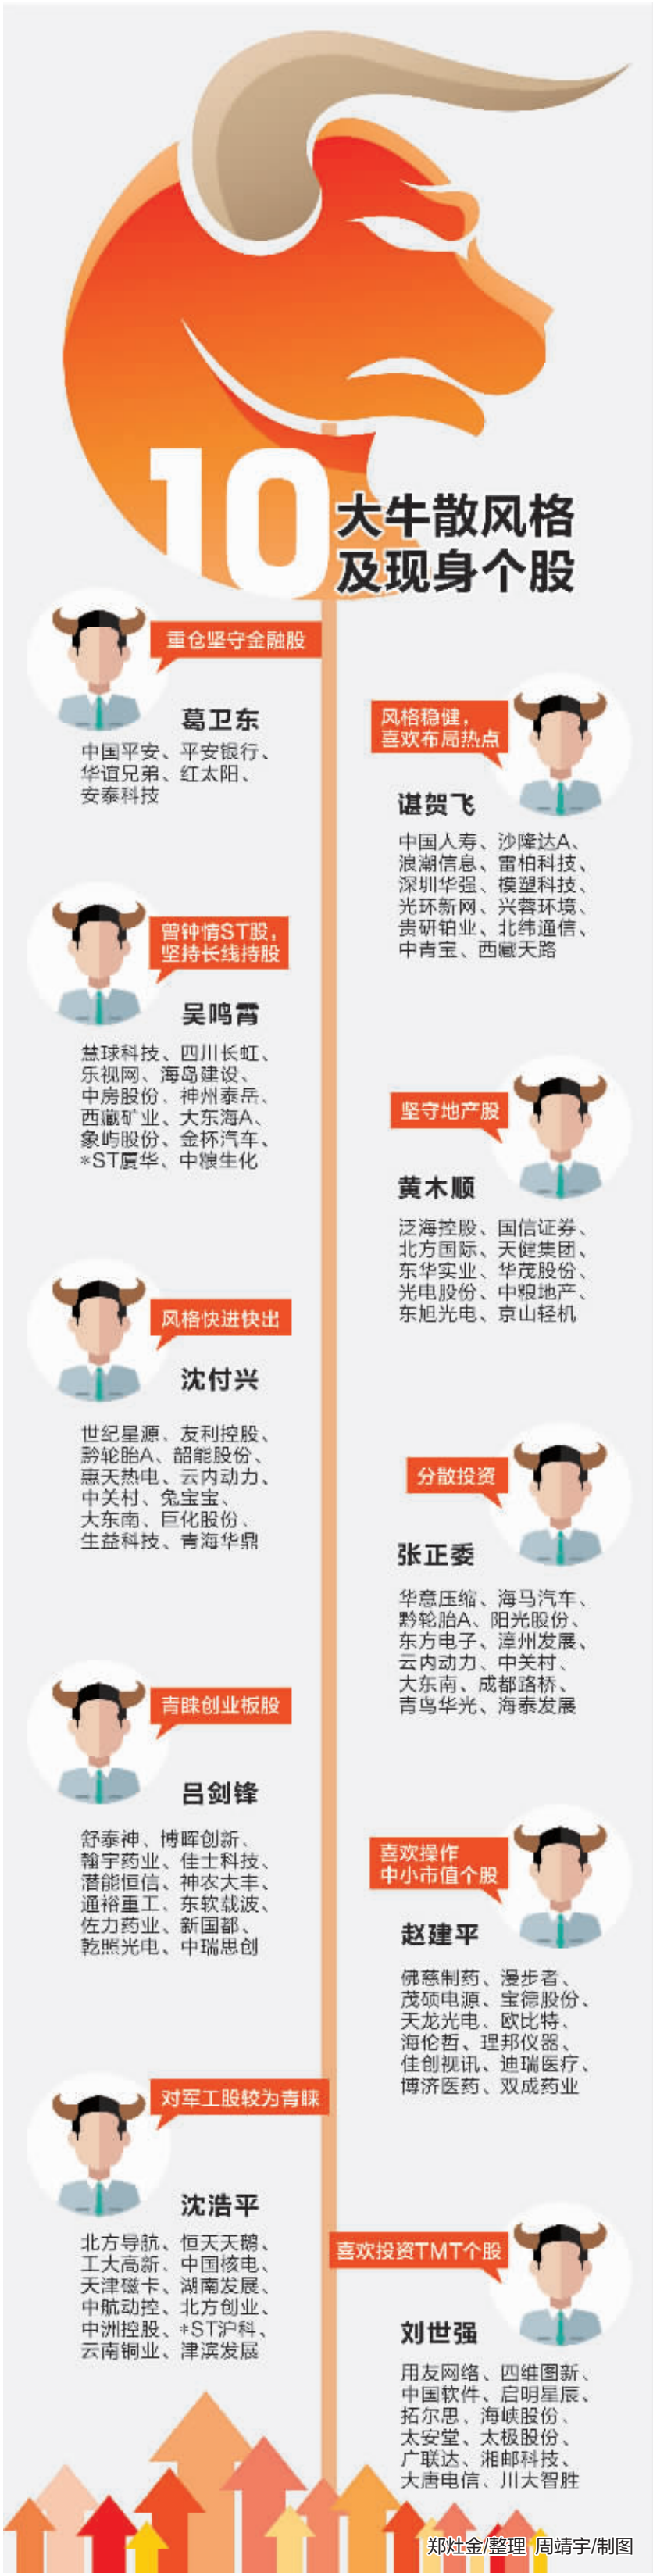 10
大牛散风格
及现身个股
重仓坚守金融股
葛卫东
中国平安、平安银行、
华谊兄弟、红太阳、
安泰科技
风格稳健，
喜欢布局热点
谌贺飞
中国人寿、沙隆达A、
浪潮信息、雷柏科技、
深圳华强、模塑科技、
光环新网、兴蓉环境、
贵研铂业、北纬通信、
中青宝、西藏天路
曾钟情ST股，
坚持长线持股
吴鸣霄
慧球科技、四川长虹、
乐视网、海岛建设、
中房股份、神州泰岳、
西藏矿业、大东海A、
象屿股份、金杯汽车、
*ST厦华、中粮生化
坚守地产股
黄木顺
泛海控股、国信证券、
北方国际、天健集团、
东华实业、华茂股份、
光电股份、中粮地产、
东旭光电、京山轻机
风格快进快出
沈付兴
世纪星源、友利控股、
黔轮胎A、韶能股份、
惠天热电、云内动力、
中关村、兔宝宝、
大东南、巨化股份、
生益科技、青海华鼎
分散投资
张正委
华意压缩、海马汽车、
黔轮胎A、阳光股份、
东方电子、漳州发展、
云内动力、中关村、
大东南、成都路桥、
青鸟华光、海泰发展
青睐创业板股
吕剑锋
舒泰神、博晖创新、
翰宇药业、佳士科技、
潜能恒信、神农大丰、
通裕重工、东软载波、
佐力药业、新国都、
乾照光电、中瑞思创
喜欢操作
中小市值个股
赵建平
佛慈制药、漫步者、
茂硕电源、宝德股份、
天龙光电、欧比特、
海伦哲、理邦仪器、
佳创视讯、迪瑞医疗、
博济医药、双成药业
对军工股较为青睐
沈浩平
北方导航、恒天天鹅、
工大高新、中国核电、
天津磁卡、湖南发展、
中航动控、北方创业、
中洲控股、*ST沪科、
云南铜业、津滨发展
喜欢投资TMT个股
刘世强
用友网络、四维图新、
中国软件、启明星辰、
拓尔思、海峡股份、
太安堂、太极股份、
广联达、湘邮科技、
大唐电信、川大智胜
郑灶金/整理 周靖宇/制图